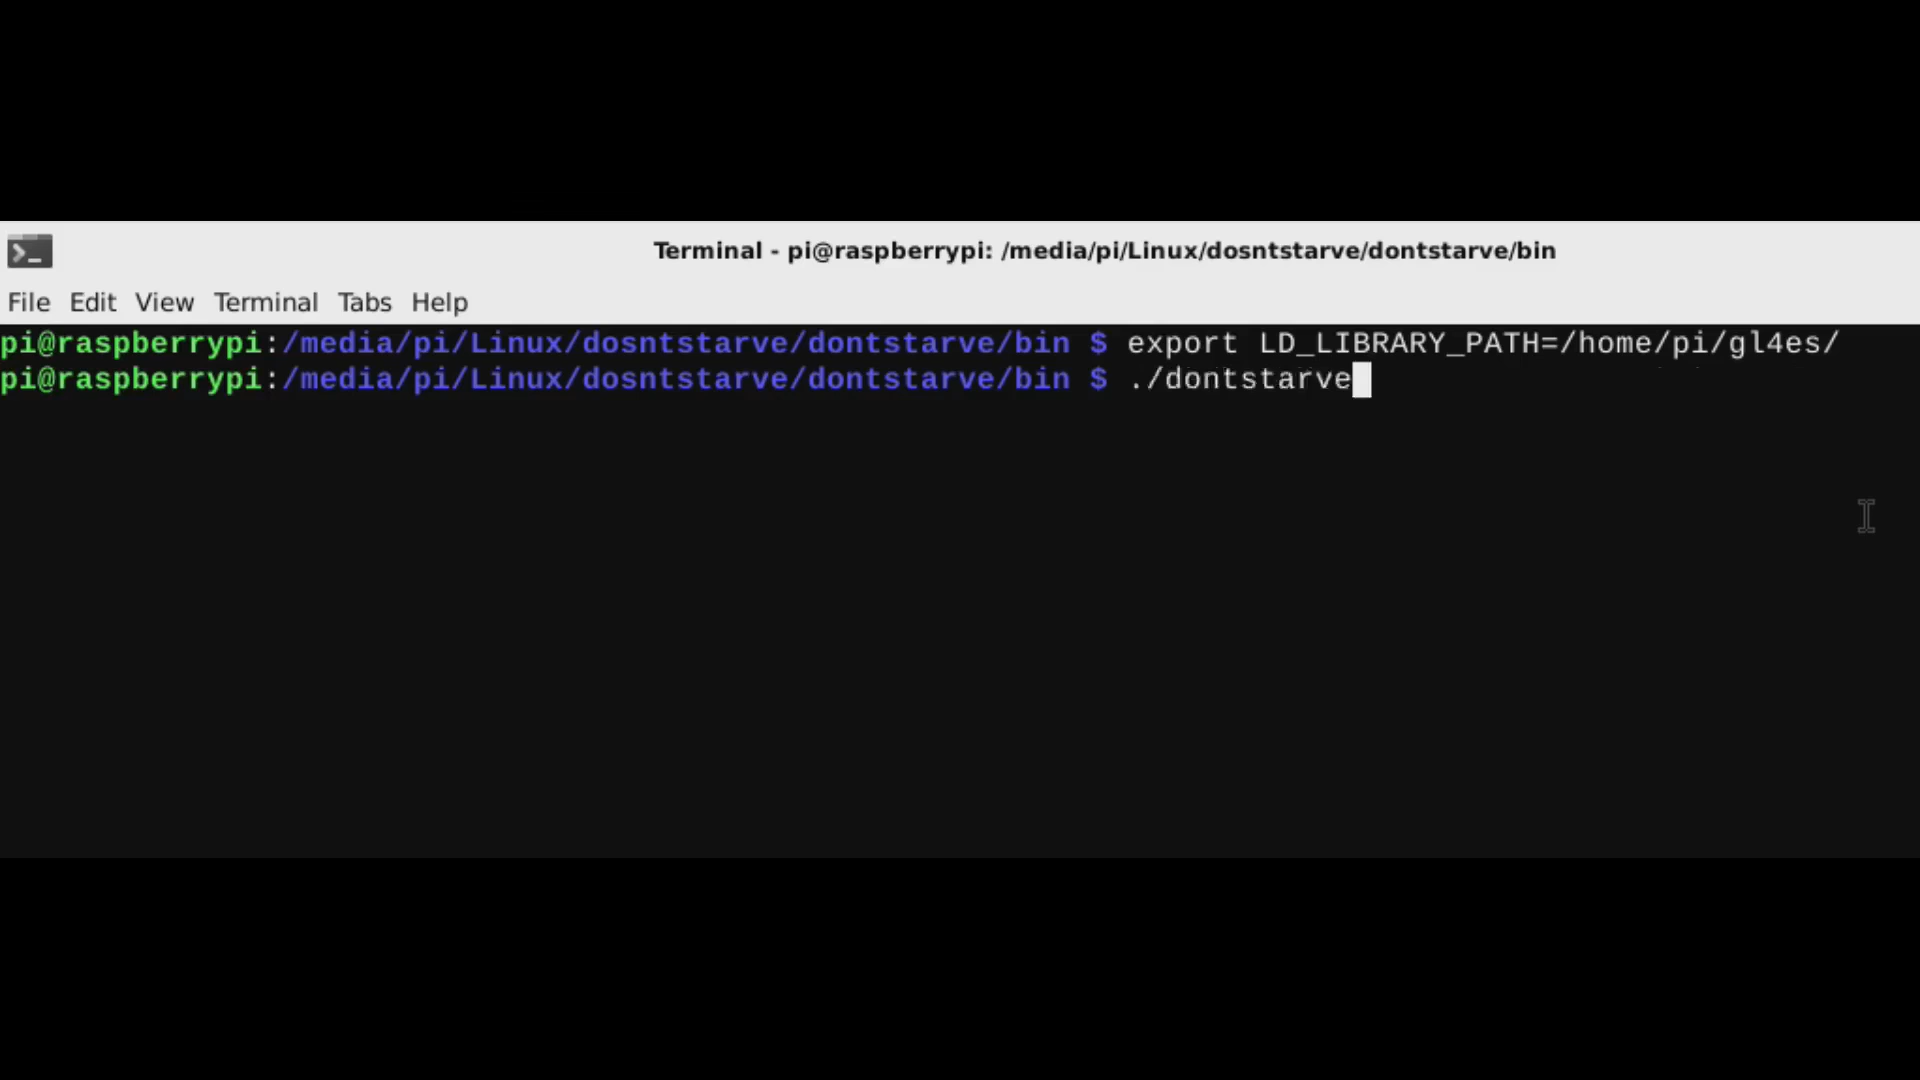 Terminal - pi@raspberrypi: /media/pi/Linux/dosntstarve/dontstarve/bin
File Edit View Terminal Tabs Help
pi@raspberrypi:/media/pi/Linux/dosntstarve/dontstarve/bin $ export LD_LIBRARY_PATH=/home/pi/gl4es/
pi@raspberrypi:/media/pi/Linux/dosntstarve/dontstarve/bin $ ./dontstarve